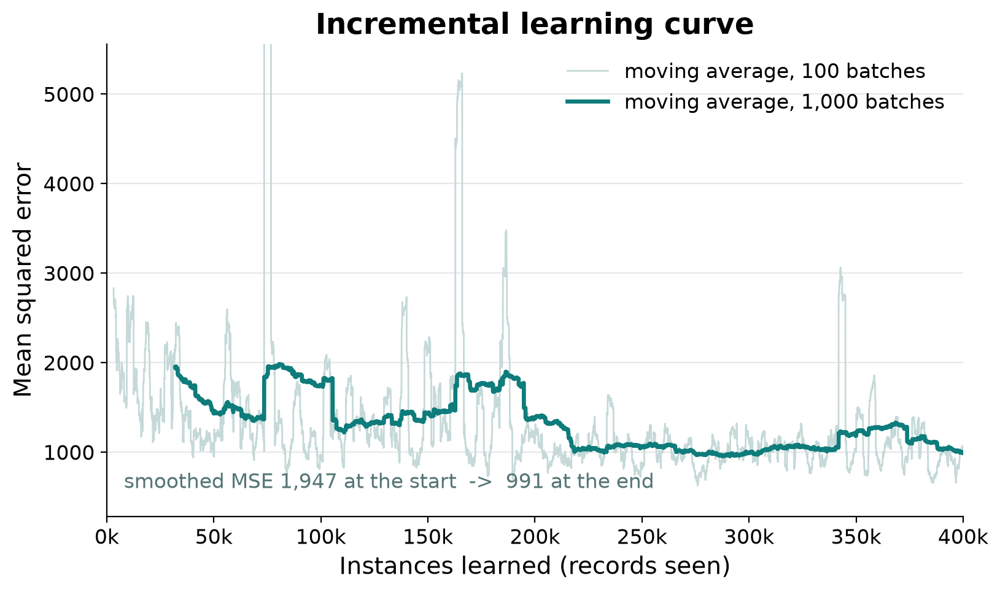 Incremental learning curve
moving average, 100 batches
moving average, 1,000 batches
Mean squared error
5000
4000
3000
2000
1000
smoothed MSE 1,947 at the start -> 991 at the end
0k 50k 100k 150k 200k 250k 300k 350k 400k
Instances learned (records seen)